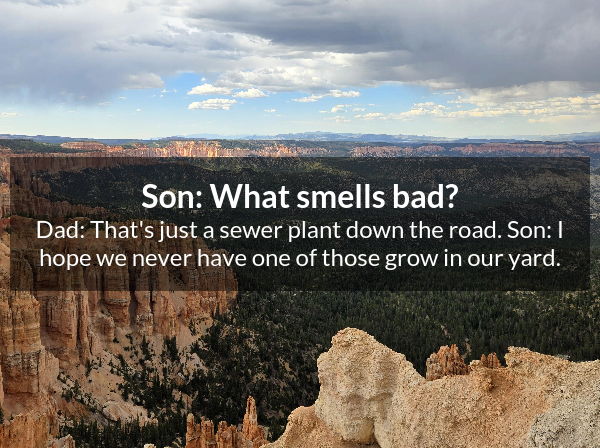 Son: What smells bad?
Dad: That's just a sewer plant down the road. Son: I
hope we never have one of those grow in our yard.